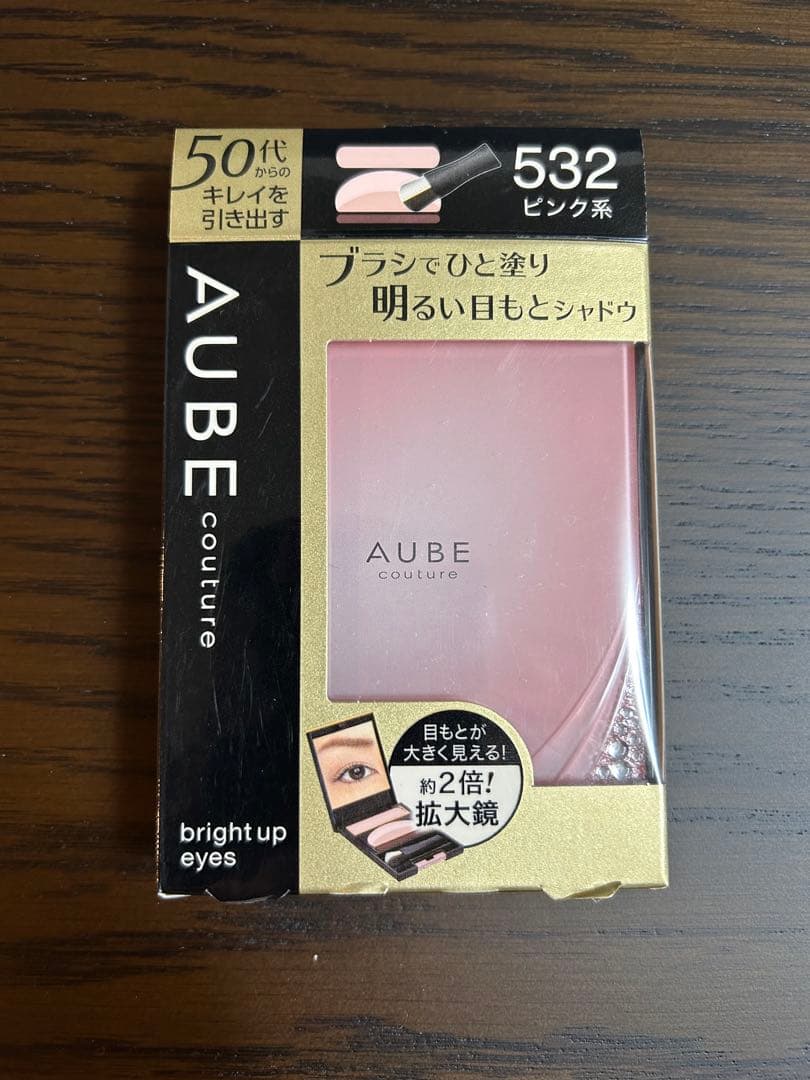 50代
からの
キレイを
引き出す
532
ピンク系
AUBE
couture
bright up
eyes
ブラシでひと塗り
明るい目もとシャドウ
AUBE
couture
目もとが
大きく見える!
約2倍!
拡大鏡